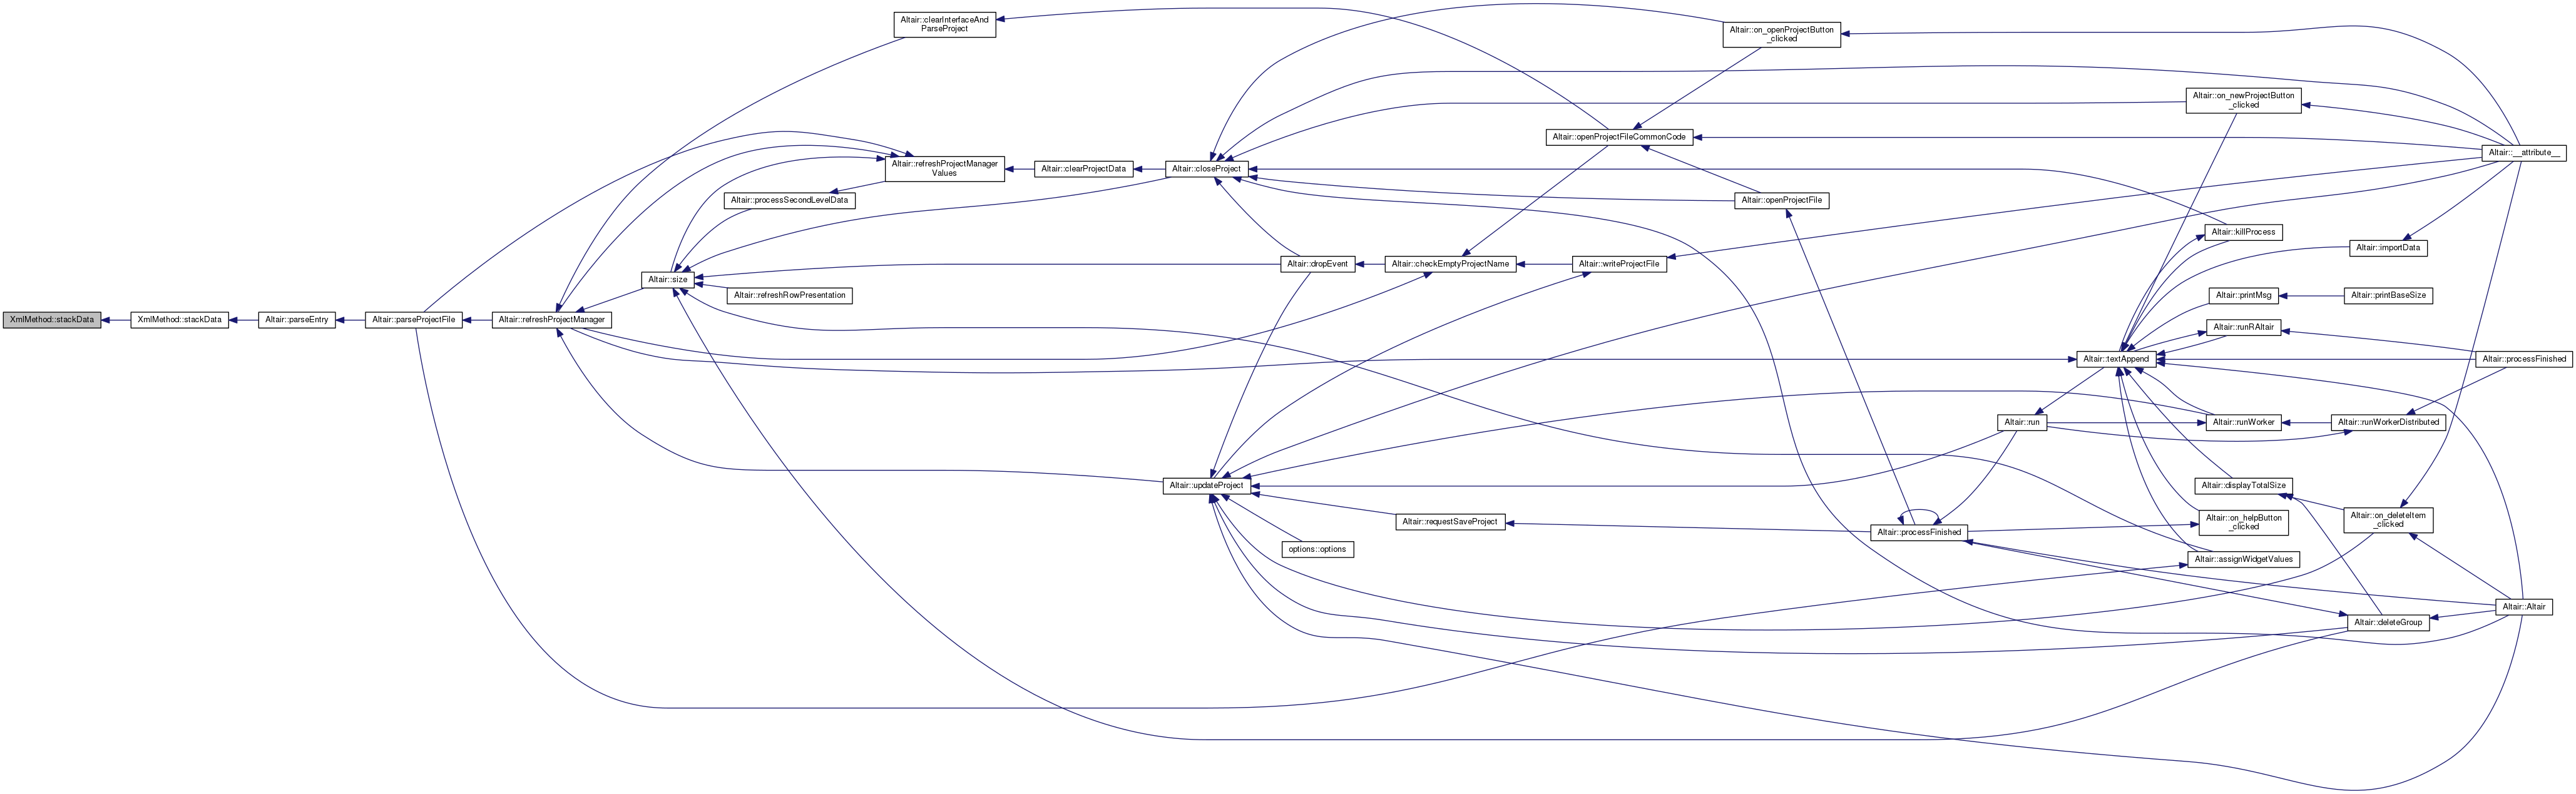 XmlMethod::stackData
XmlMethod::stackData
Altair::parseEntry
Altair::parseProjectFile
Altair::refreshProjectManager
Altair::clearInterfaceAnd
ParseProject
Altair::size
Altair::refreshProjectManager
Values
Altair::processSecondLevelData
Altair::refreshRowPresentation
Altair::clearProjectData
Altair::closeProject
Altair::updateProject
Altair::dropEvent
options::options
Altair::checkEmptyProjectName
Altair::requestSaveProject
Altair::openProjectFileCommonCode
Altair::writeProjectFile
Altair::on_openProjectButton
_clicked
Altair::openProjectFile
Altair::processFinished
Altair::run
Altair::textAppend
Altair::on_newProjectButton
_clicked
Altair::killProcess
Altair::printMsg
Altair::runRAltair
Altair::runWorker
Altair::displayTotalSize
Altair::on_helpButton
_clicked
Altair::assignWidgetValues
Altair::importData
Altair::printBaseSize
Altair::runWorkerDistributed
Altair::on_deleteItem
_clicked
Altair::deleteGroup
Altair::__attribute__
Altair::processFinished
Altair::Altair